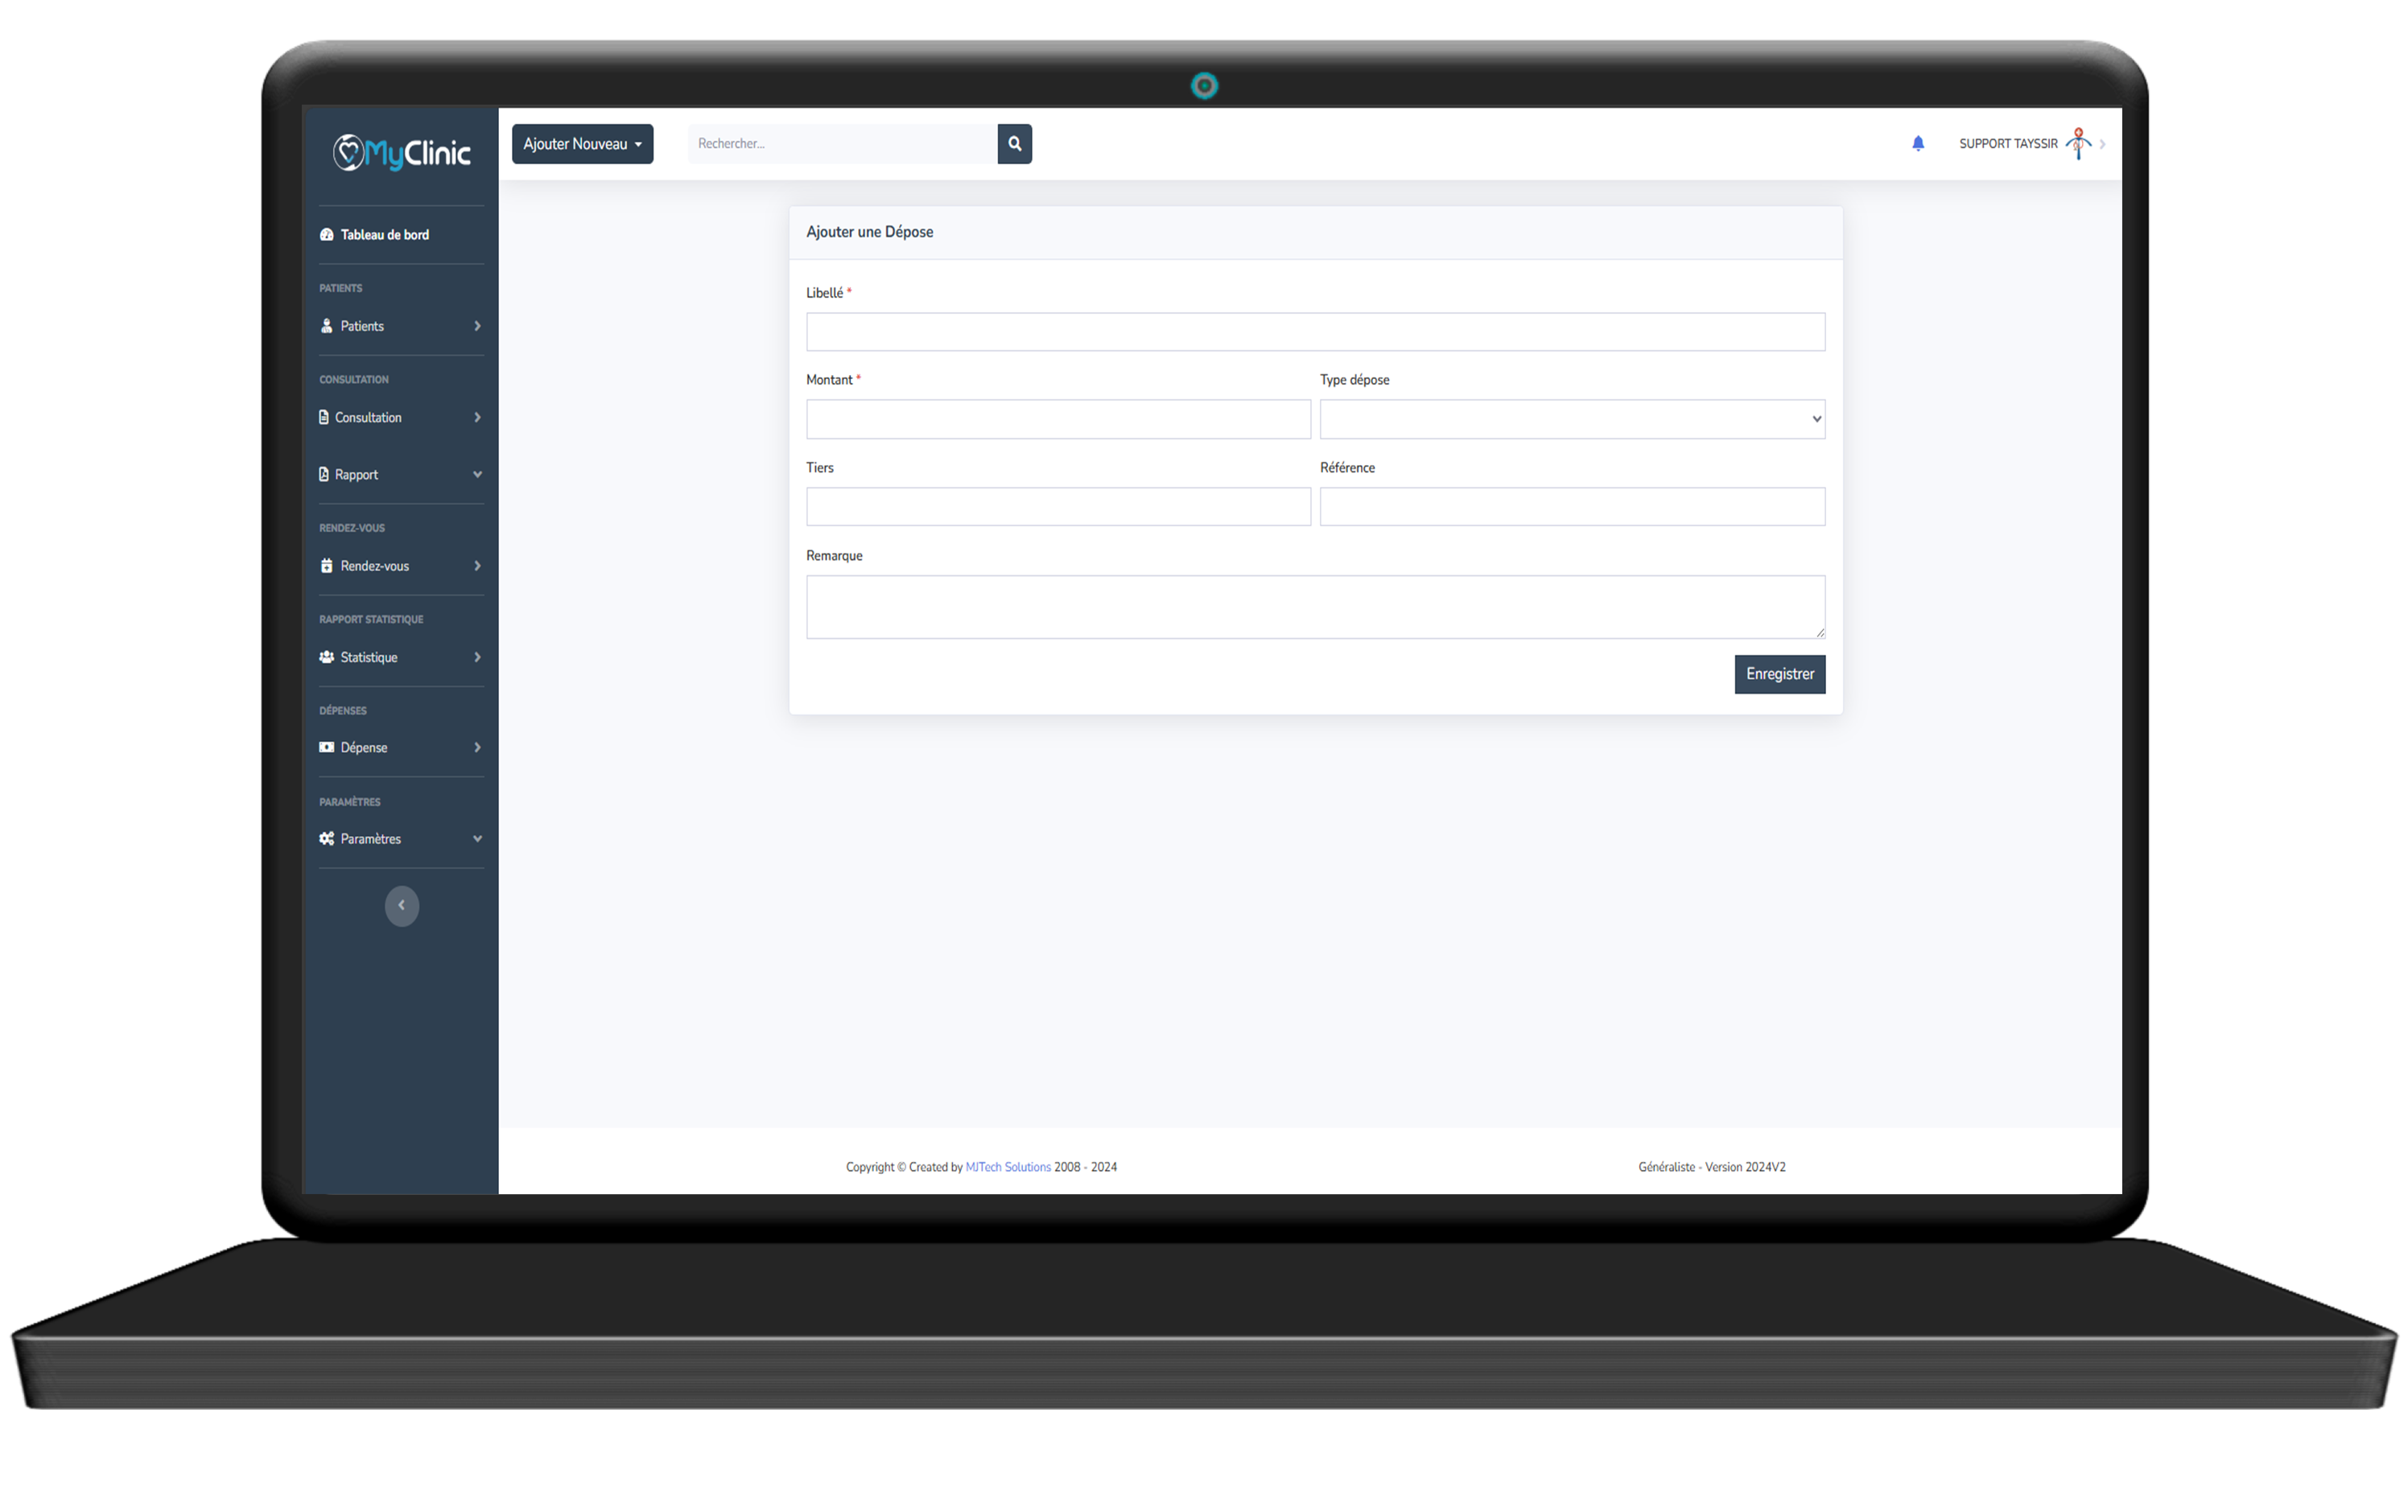 MyClinic
Ajouter Nouveau
Rechercher...
SUPPORT TAYSSIR
Tableau de bord
PATIENTS
Patients
CONSULTATION
Consultation
Rapport
RENDEZ-VOUS
Rendez-vous
RAPPORT STATISTIQUE
Statistique
DÉPENSES
Dépense
PARAMÈTRES
Paramètres
Ajouter une Dépose
Libellé *
Montant *
Type dépose
Tiers
Référence
Remarque
Enregistrer
Copyright © Created by MJTech Solutions 2008 - 2024
Généraliste - Version 2024V2